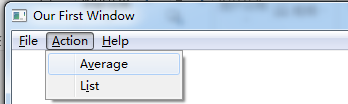 Our First Window
File Action Help
Average
List